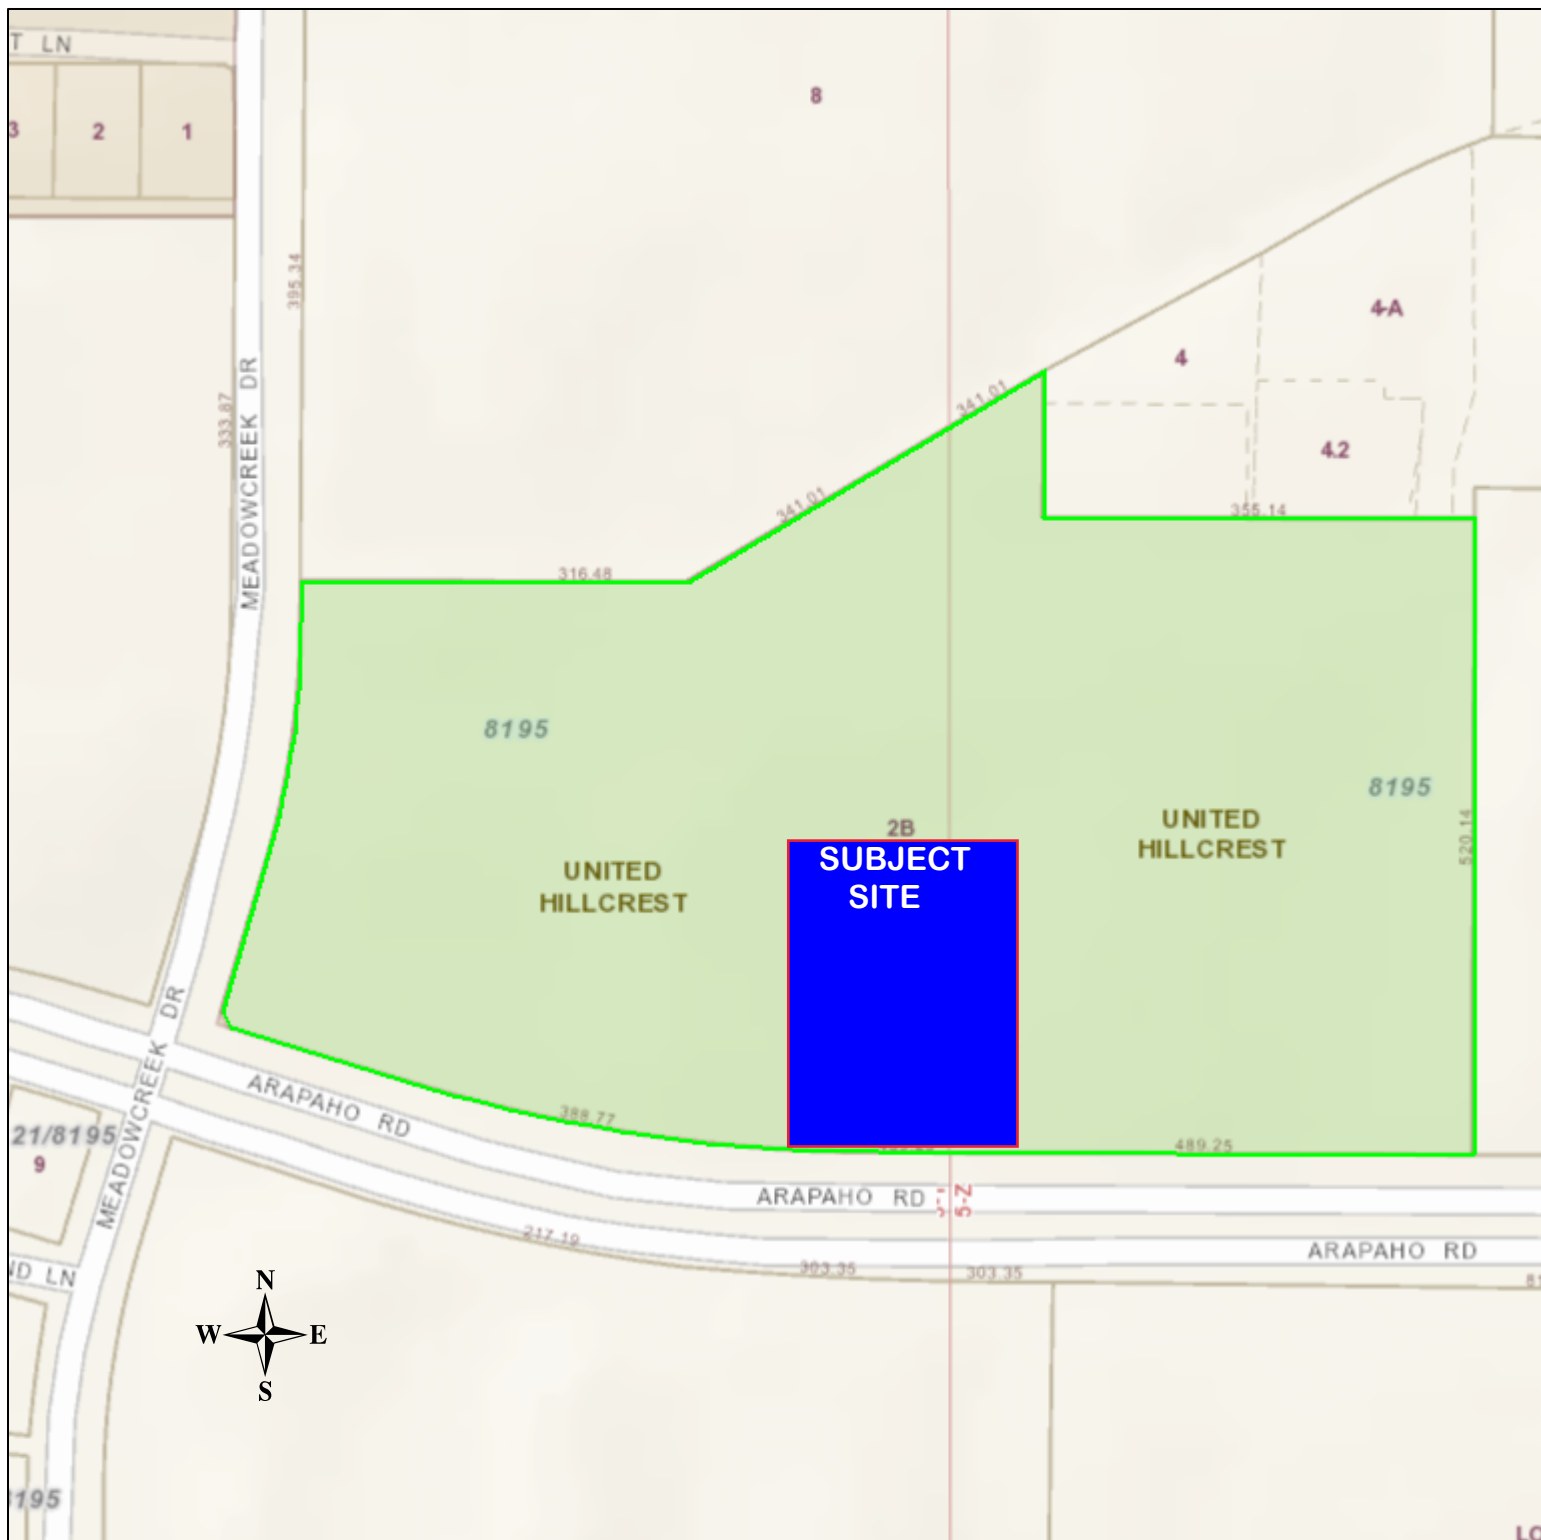 T LN
8
3
2
1
395.34
4-A
4
333.87
MEADOWCREEK DR
341.01
4.2
341.01
355.14
316.48
8195
8195
UNITED
HILLCREST
520.14
2B
SUBJECT
SITE
UNITED
HILLCREST
MEADOWCREEK DR
ARAPAHO RD
388.77
489.25
21/8195
9
ARAPAHO RD
5-Z
217.19
ARAPAHO RD
303.35
303.35
81
ND LN
N
W
E
S
195
LO